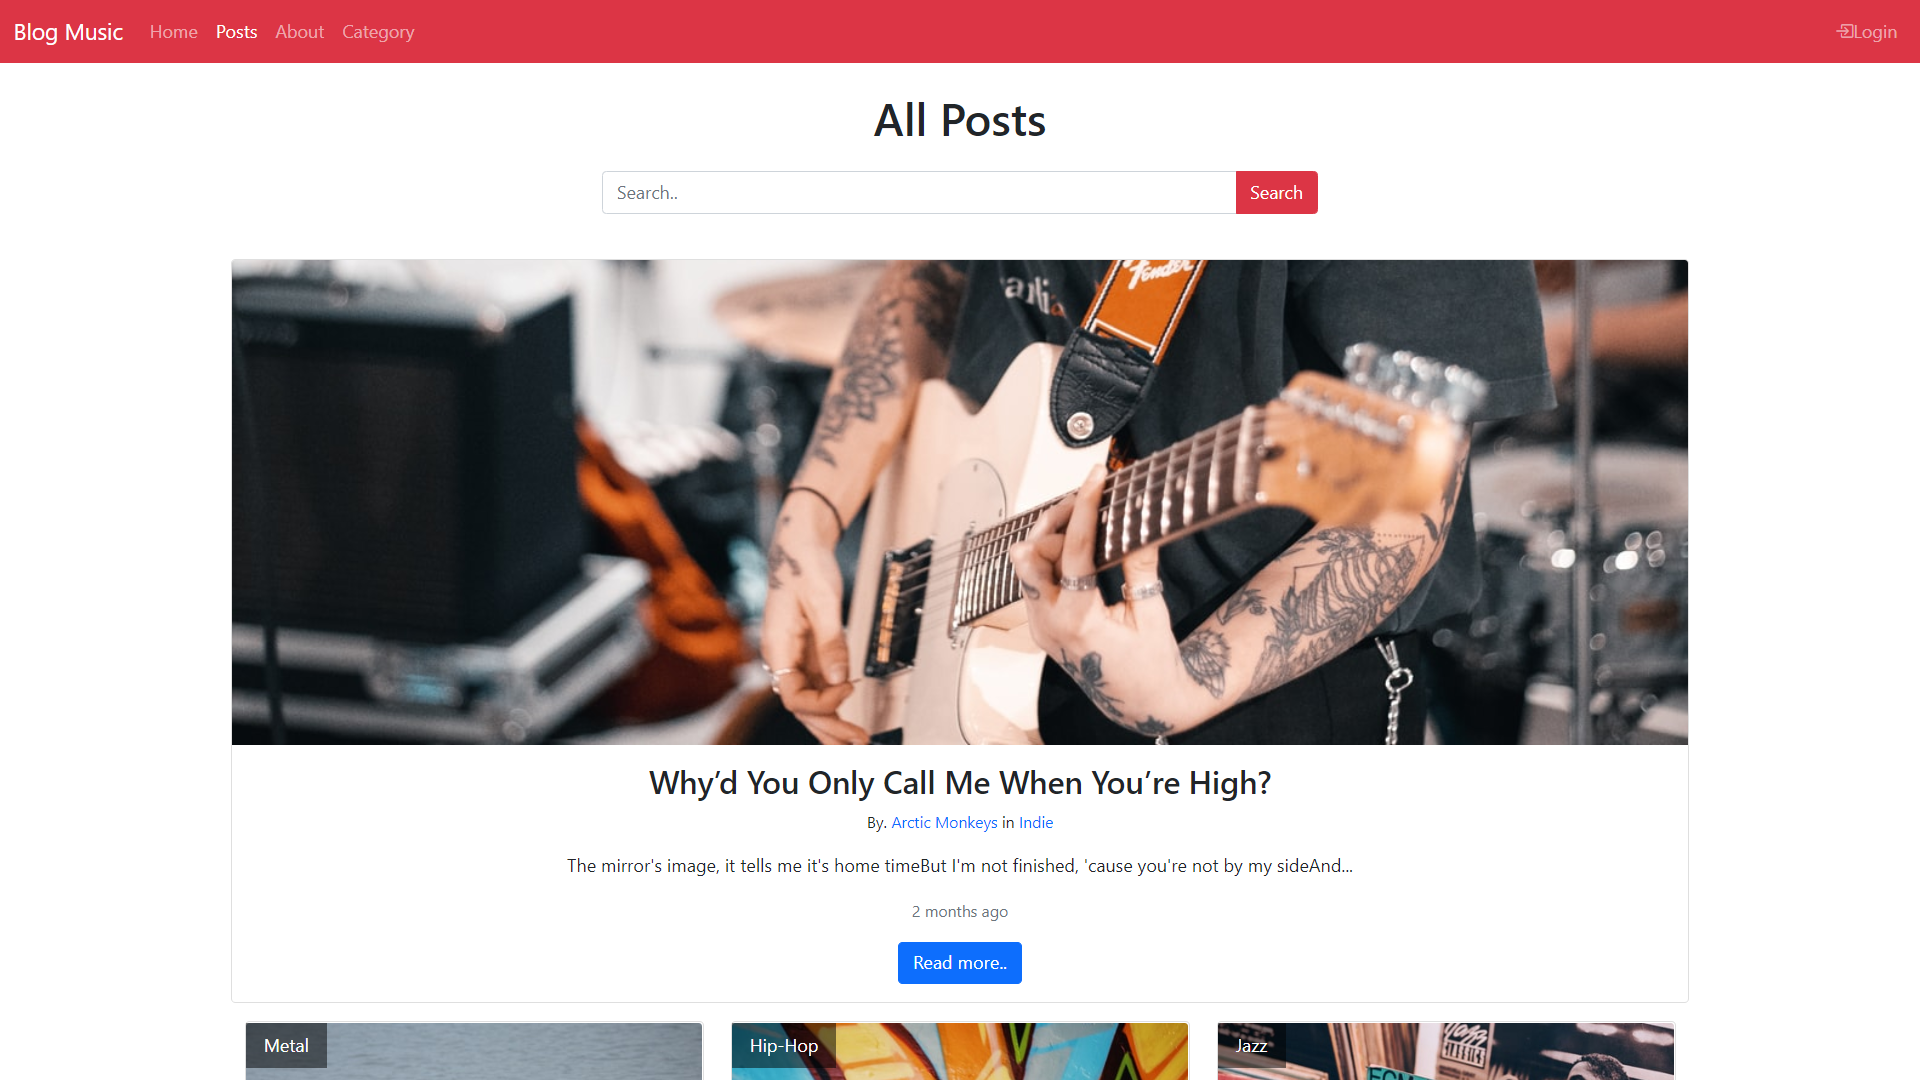 Blog Music Home Posts About Category Login
All Posts
Search.. Search
Fender
Why’d You Only Call Me When You’re High?
By. Arctic Monkeys in Indie
The mirror's image, it tells me it's home timeBut I'm not finished, 'cause you're not by my sideAnd...
2 months ago
Read more..
Metal
Hip-Hop
Jazz